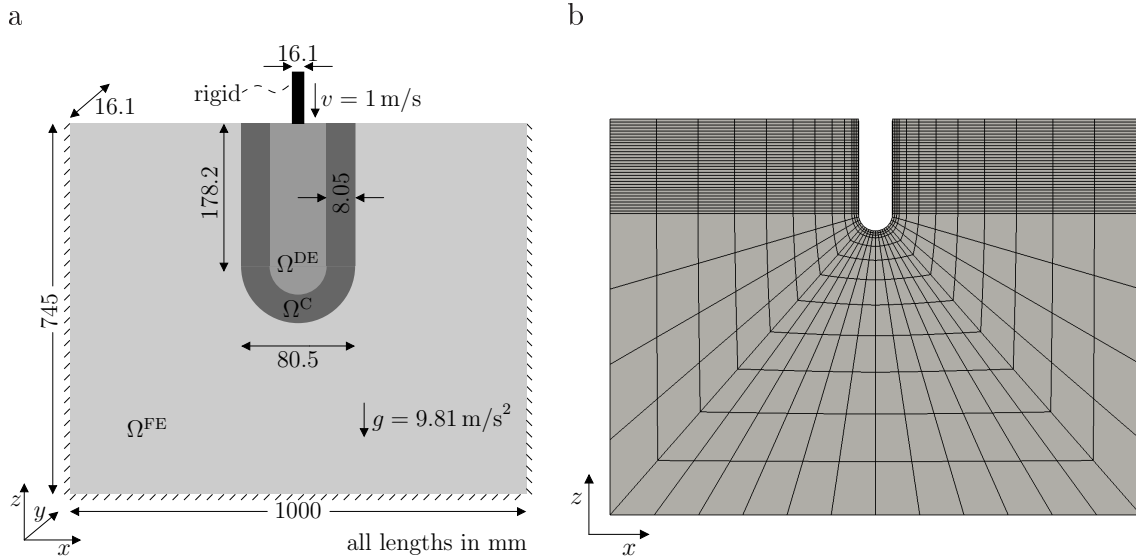 a
b
16.1
rigid
v = 1 m/s
16.1
178.2
8.05
Ω^DE
Ω^C
745
80.5
g = 9.81 m/s²
Ω^FE
z
y
x
1000
all lengths in mm
z
x